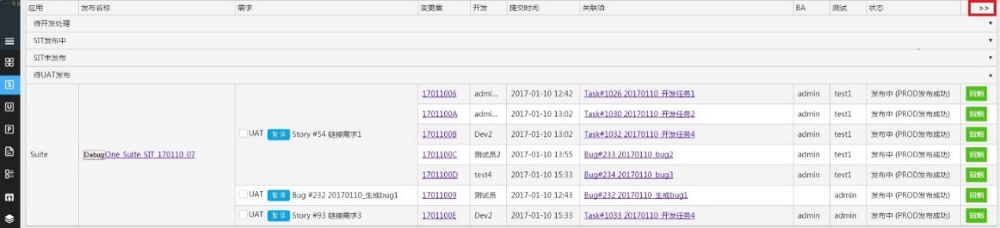 应用 发布名称 需求 变更集 开发 提交时间 关联项 BA 测试 状态 >>
待开发处理
SIT发布中
SIT未发布
待UAT发布
Suite Debug One_Suite_SIT_170110_07
UAT 暂停 Story #54 链接需求1
17011006 admi... 2017-01-10 12:42 Task#1026 20170110_开发任务1 admin test1 发布中 (PROD发布成功) 冒烟
1701100A admi... 2017-01-10 13:02 Task#1030 20170110_开发任务2 admin test1 发布中 (PROD发布成功) 冒烟
1701100B Dev2 2017-01-10 13:02 Task#1032 20170110_开发任务4 admin test1 发布中 (PROD发布成功) 冒烟
1701100C 测试员2 2017-01-10 13:55 Bug#233 20170110_bug2 admin test1 发布中 (PROD发布成功) 冒烟
1701100D test4 2017-01-10 15:33 Bug#234 20170110_bug3 admin test1 发布中 (PROD发布成功) 冒烟
UAT 暂停 Bug #232 20170110_生成bug1 17011009 测试员 2017-01-10 12:43 Bug#232 20170110_生成bug1 admin 发布中 (PROD发布成功) 冒烟
UAT 暂停 Story #93 链接需求3 1701100E Dev2 2017-01-10 15:33 Task#1033 20170110_开发任务4 admin admin 发布中 (PROD发布成功) 冒烟